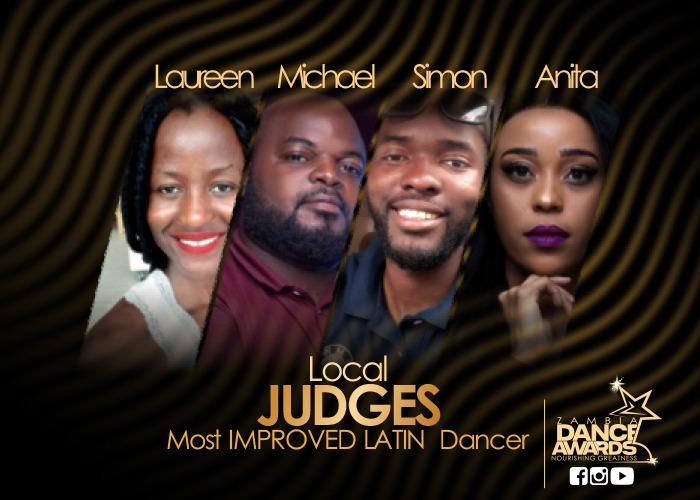 Laureen Michael Simon Anita
Local
JUDGES
Most IMPROVED LATIN Dancer
ZAMBIA
DANCE
AWARDS
NOURISHING GREATNESS